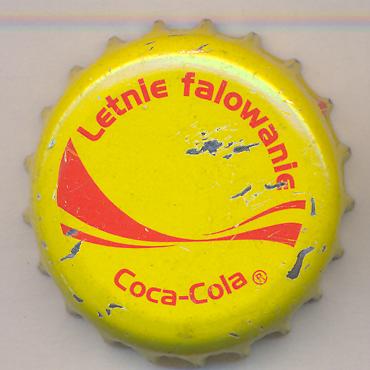 Letnie falowanie
Coca-Cola®